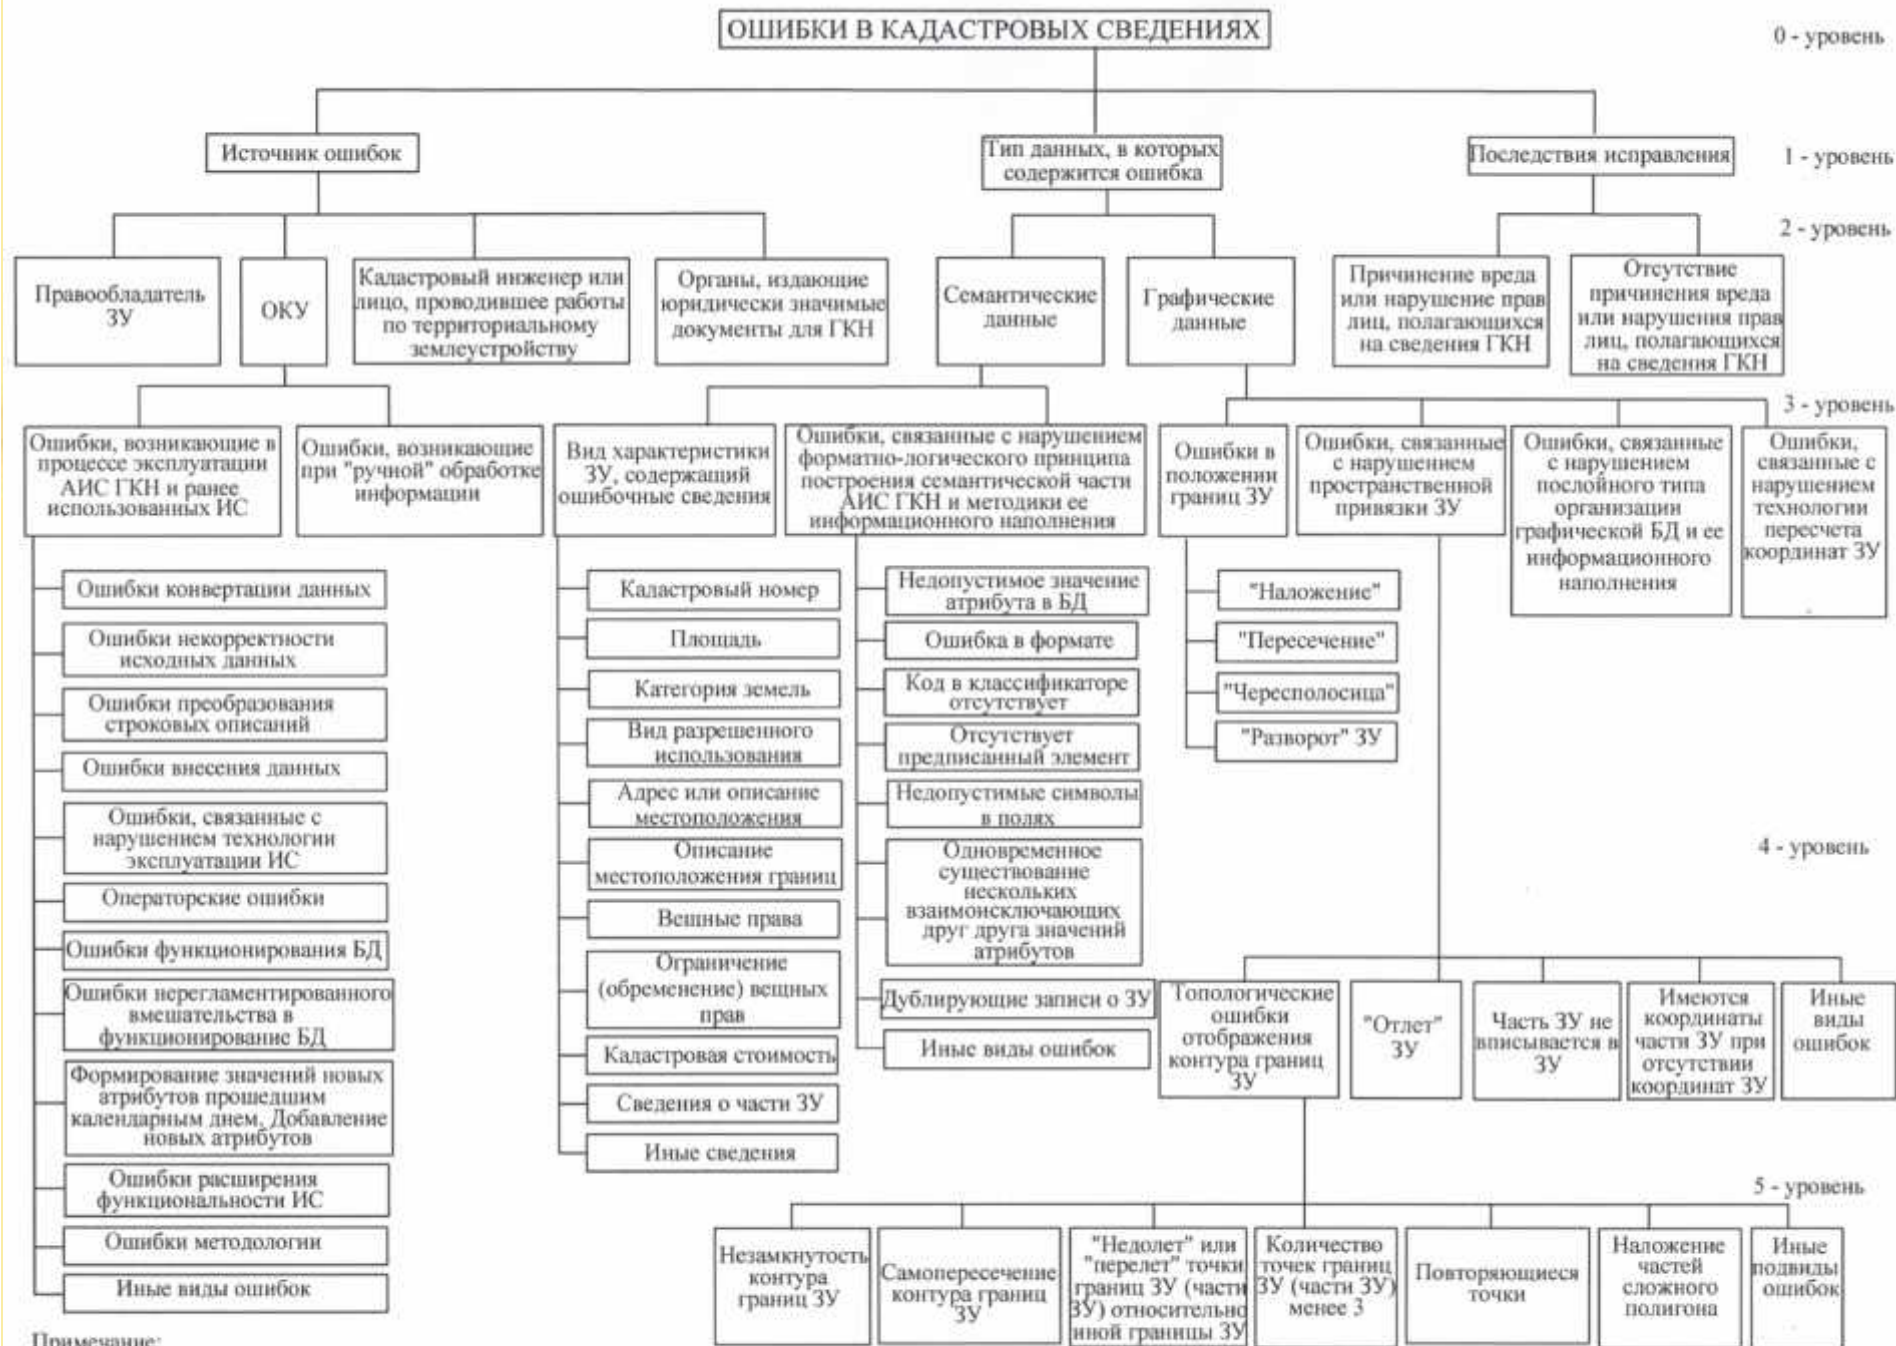 ОШИБКИ В КАДАСТРОВЫХ СВЕДЕНИЯХ
0 - уровень
Источник ошибок
Тип данных, в которых
содержится ошибка
Последствия исправления
1 - уровень
2 - уровень
Правообладатель
ЗУ
ОКУ
Кадастровый инженер или
лицо, проводившее работы
по территориальному
землеустройству
Органы, издающие
юридически значимые
документы для ГКН
Семантические
данные
Графические
данные
Причинение вреда
или нарушение прав
лиц, полагающихся
на сведения ГКН
Отсутствие
причинения вреда
или нарушения прав
лиц, полагающихся
на сведения ГКН
3 - уровень
Ошибки, возникающие в
процессе эксплуатации
АИС ГКН и ранее
использованных ИС
Ошибки, возникающие
при "ручной" обработке
информации
Вид характеристики
ЗУ, содержащий
ошибочные сведения
Ошибки, связанные с нарушением
форматно-логического принципа
построения семантической части
АИС ГКН и методики ее
информационного наполнения
Ошибки в
положении
границ ЗУ
Ошибки, связанные
с нарушением
пространственной
привязки ЗУ
Ошибки, связанные
с нарушением
послойного типа
организации
графической БД и ее
информационного
наполнения
Ошибки,
связанные с
нарушением
технологии
пересчета
координат ЗУ
Ошибки конвертации данных
Ошибки некорректности
исходных данных
Ошибки преобразования
строковых описаний
Ошибки внесения данных
Ошибки, связанные с
нарушением технологии
эксплуатации ИС
Операторские ошибки
Ошибки функционирования БД
Ошибки нерегламентированного
вмешательства в
функционирование БД
Формирование значений новых
атрибутов прошедшим
календарным днем, Добавление
новых атрибутов
Ошибки расширения
функциональности ИС
Ошибки методологии
Иные виды ошибок
Кадастровый номер
Площадь
Категория земель
Вид разрешенного
использования
Адрес или описание
местоположения
Описание
местоположения границ
Вещные права
Ограничение
(обременение) вещных
прав
Кадастровая стоимость
Сведения о части ЗУ
Иные сведения
Недопустимое значение
атрибута в БД
Ошибка в формате
Код в классификаторе
отсутствует
Отсутствует
предписанный элемент
Недопустимые символы
в полях
Одновременное
существование
нескольких
взаимоисключающих
друг друга значений
атрибутов
Дублирующие записи о ЗУ
Иные виды ошибок
"Наложение"
"Пересечение"
"Чересполосица"
"Разворот" ЗУ
4 - уровень
Топологические
ошибки
отображения
контура границ
ЗУ
"Отлет"
ЗУ
Часть ЗУ не
вписывается в
ЗУ
Имеются
координаты
части ЗУ при
отсутствии
координат ЗУ
Иные
виды
ошибок
5 - уровень
Незамкнутость
контура
границ ЗУ
Самопересечение
контура границ
ЗУ
"Недолет" или
"перелет" точки
границ ЗУ (части
ЗУ) относительно
иной границы ЗУ
Количество
точек границ
ЗУ (части ЗУ)
менее 3
Повторяющиеся
точки
Наложение
частей
сложного
полигона
Иные
подвиды
ошибок
Примечание: